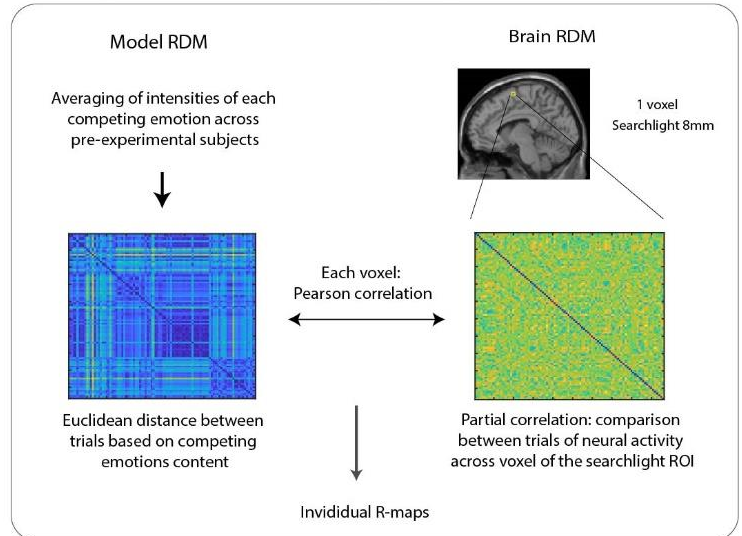 Model RDM
Averaging of intensities of each
competing emotion across
pre-experimental subjects
Euclidean distance between
trials based on competing
emotions content
Each voxel:
Pearson correlation
Invididual R-maps
Brain RDM
1 voxel
Searchlight 8mm
Partial correlation: comparison
between trials of neural activity
across voxel of the searchlight ROI